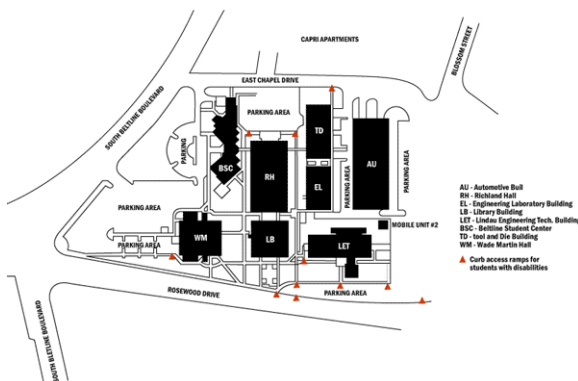 CAPRI APARTMENTS
BLOSSOM STREET
EAST CHAPEL DRIVE
SOUTH BELTLINE BOULEVARD
PARKING AREA
TD
PARKING
BSC
RH
AU
PARKING AREA
PARKING AREA
EL
AU - Automotive Buil
RH - Richland Hall
EL - Engineering Laboratory Building
LB - Library Building
LET - Lindau Engineering Tech. Building
BSC - Beltline Student Center
TD - tool and Die Building
WM - Wade Martin Hall
Curb access ramps for
students with disabilities
PARKING AREA
MOBILE UNIT #2
WM
LB
LET
PARKING AREA
ROSEWOOD DRIVE
PARKING AREA
SOUTH BLETLINE BOULEVARD